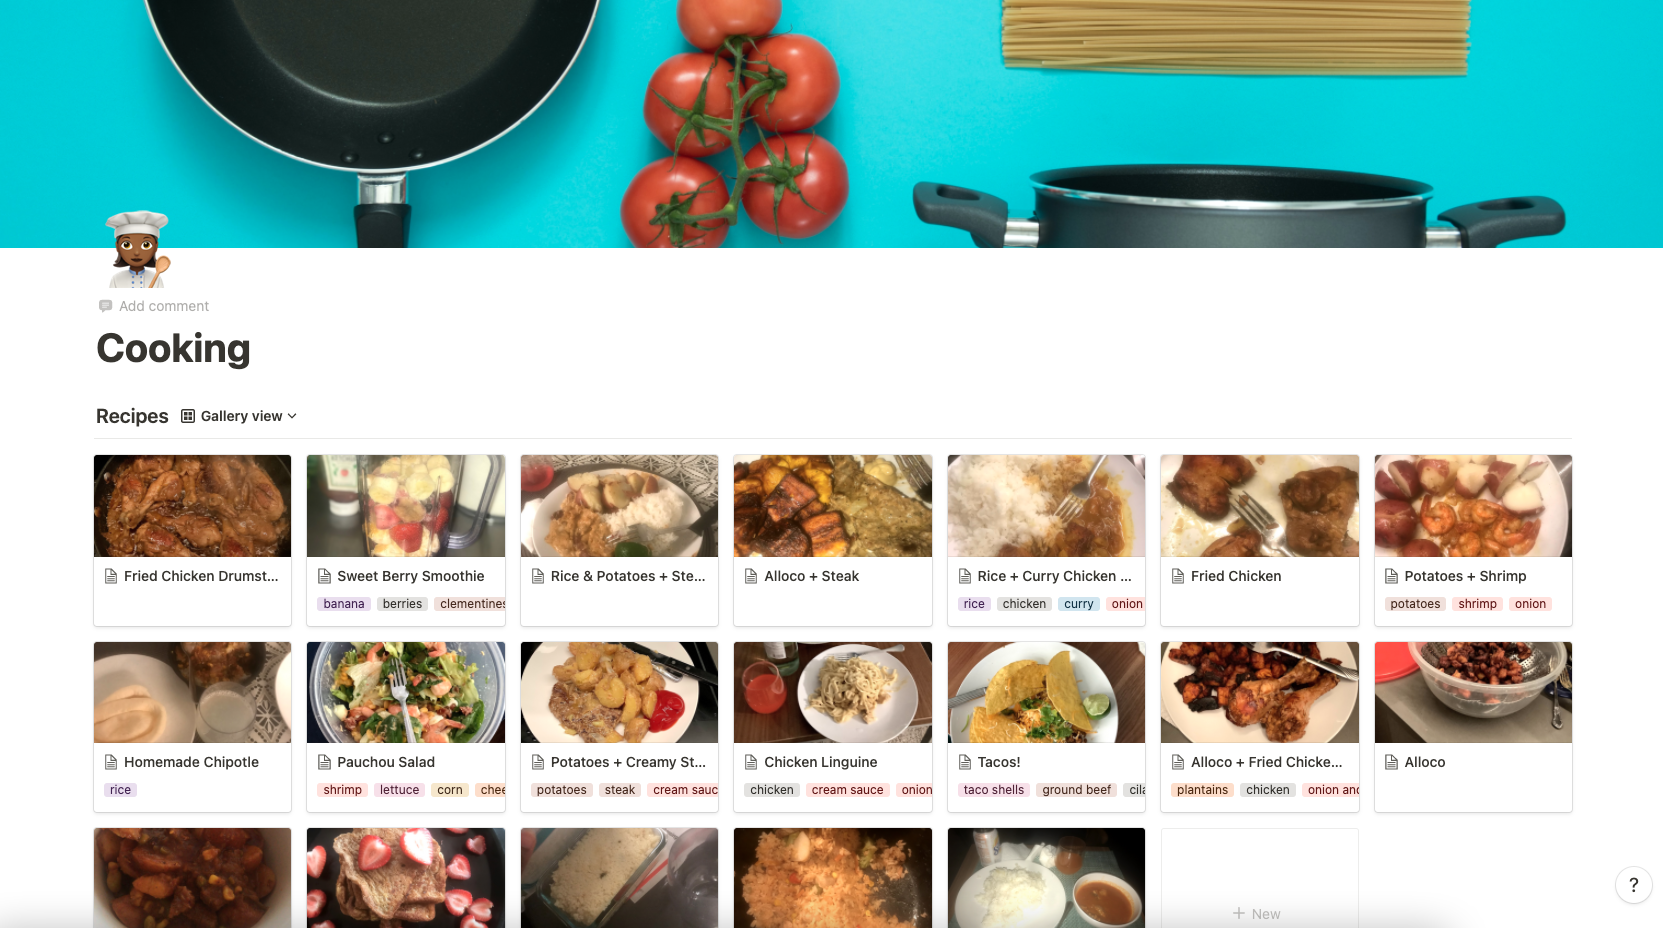 Add comment
Cooking
Recipes Gallery view
Fried Chicken Drumst...
Sweet Berry Smoothie
banana berries clementines
Rice & Potatoes + Ste...
Alloco + Steak
Rice + Curry Chicken ...
rice chicken curry onion
Fried Chicken
Potatoes + Shrimp
potatoes shrimp onion
Homemade Chipotle
rice
Pauchou Salad
shrimp lettuce corn chee
Potatoes + Creamy St...
potatoes steak cream sauc
Chicken Linguine
chicken cream sauce onion
Tacos!
taco shells ground beef cila
Alloco + Fried Chicke...
plantains chicken onion and
Alloco
+ New
?